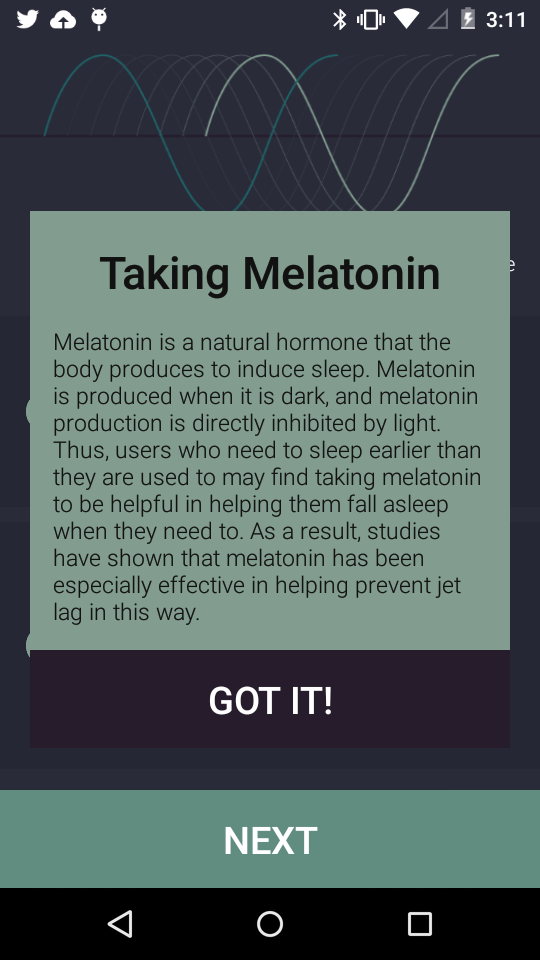 3:11
Taking Melatonin
Melatonin is a natural hormone that the
body produces to induce sleep. Melatonin
is produced when it is dark, and melatonin
production is directly inhibited by light.
Thus, users who need to sleep earlier than
they are used to may find taking melatonin
to be helpful in helping them fall asleep
when they need to. As a result, studies
have shown that melatonin has been
especially effective in helping prevent jet
lag in this way.
GOT IT!
NEXT